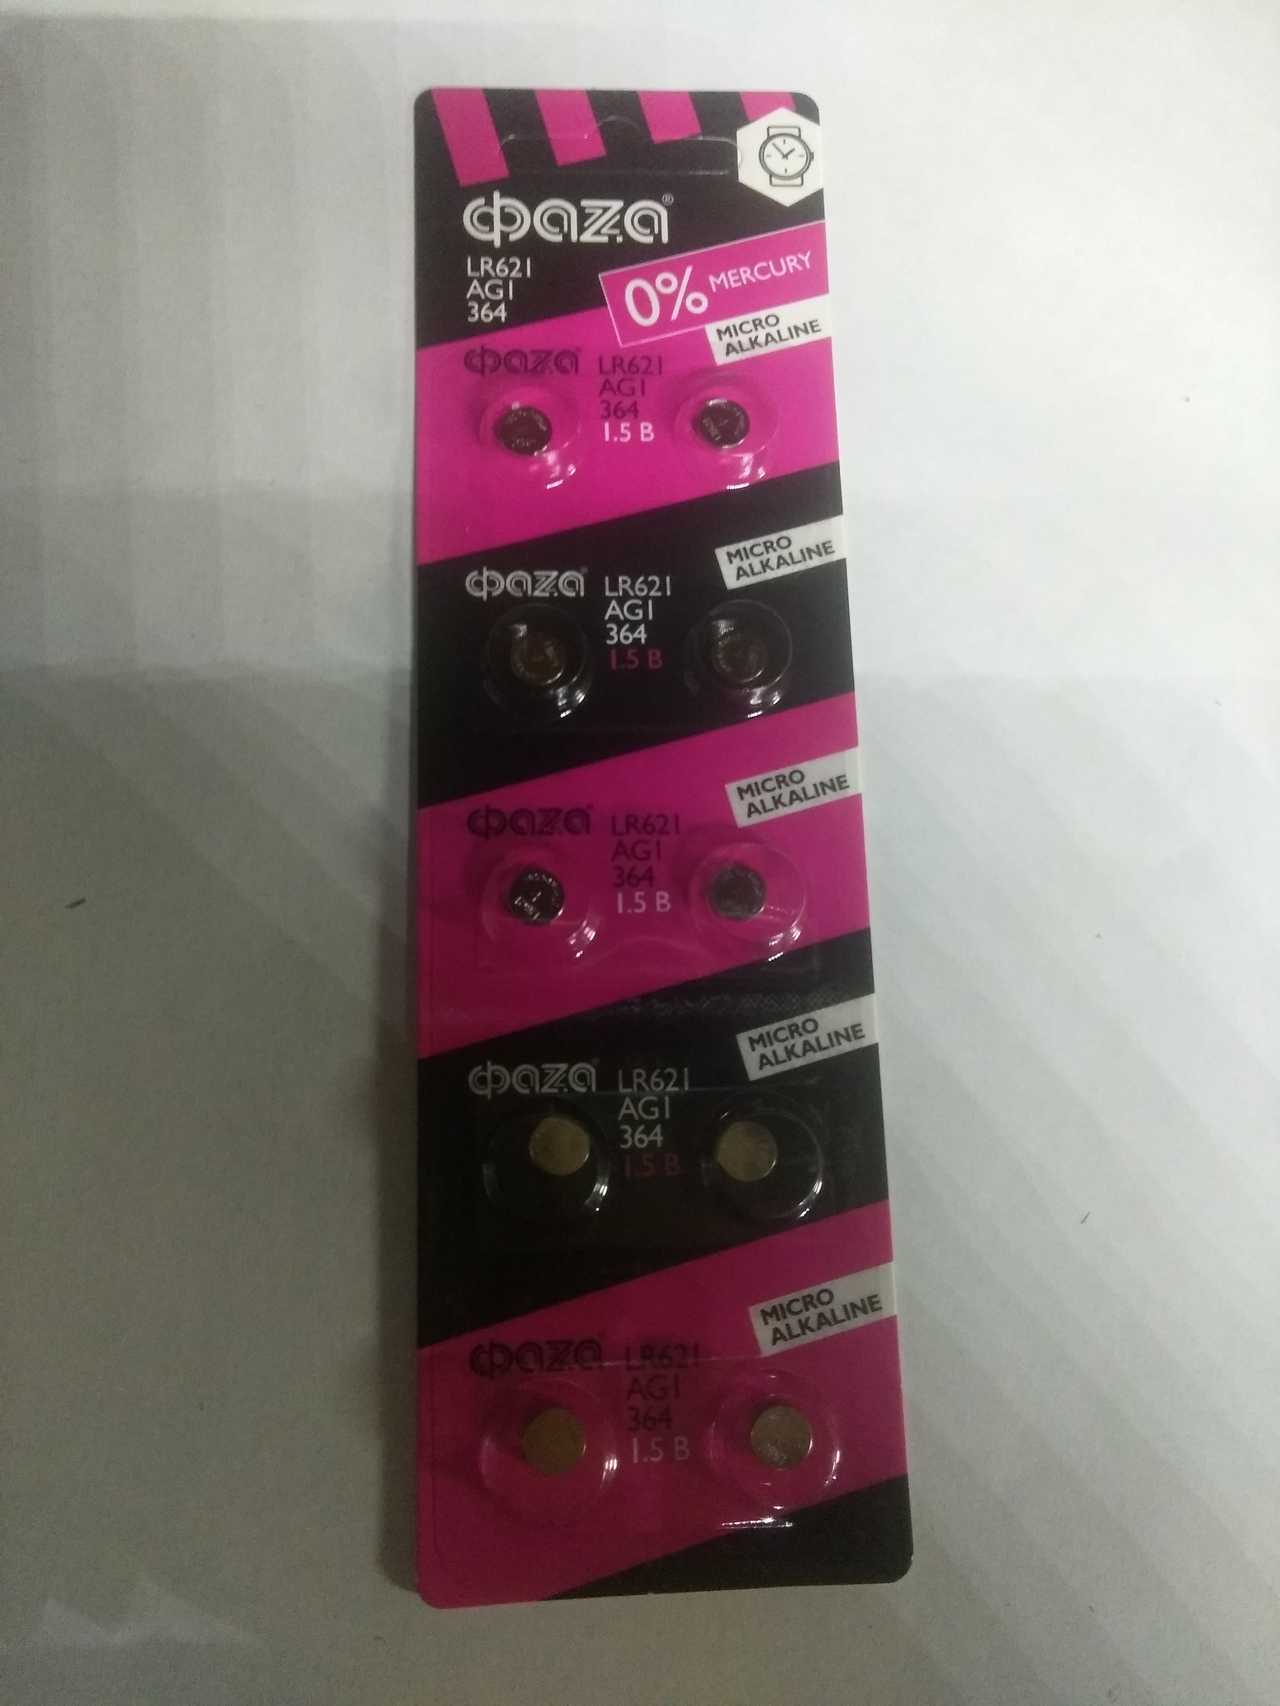 фаza®
LR621
AG1
364
0% MERCURY
MICRO
ALKALINE
фаza
LR621
AG1
364
1.5 В
MICRO
ALKALINE
фаza
LR621
AG1
364
1.5 В
MICRO
ALKALINE
фаza
LR621
AG1
364
1.5 В
MICRO
ALKALINE
фаza
LR621
AG1
364
1.5 В
MICRO
ALKALINE
фаza
LR621
AG1
364
1.5 В